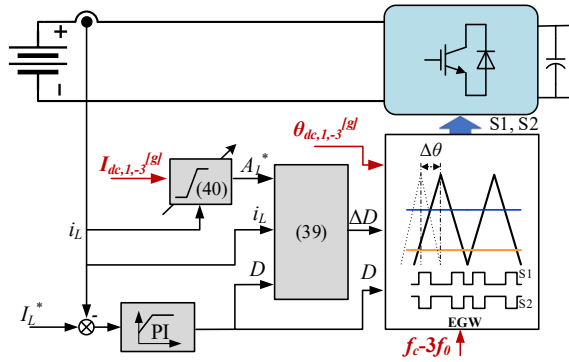 +
S1, S2
θdc,1,-3[g]
Δθ
Idc,1,-3[g]
(40)
AL*
iL
iL
(39)
ΔD
D
D
S1
S2
IL*
-
PI
EGW
fc-3f0